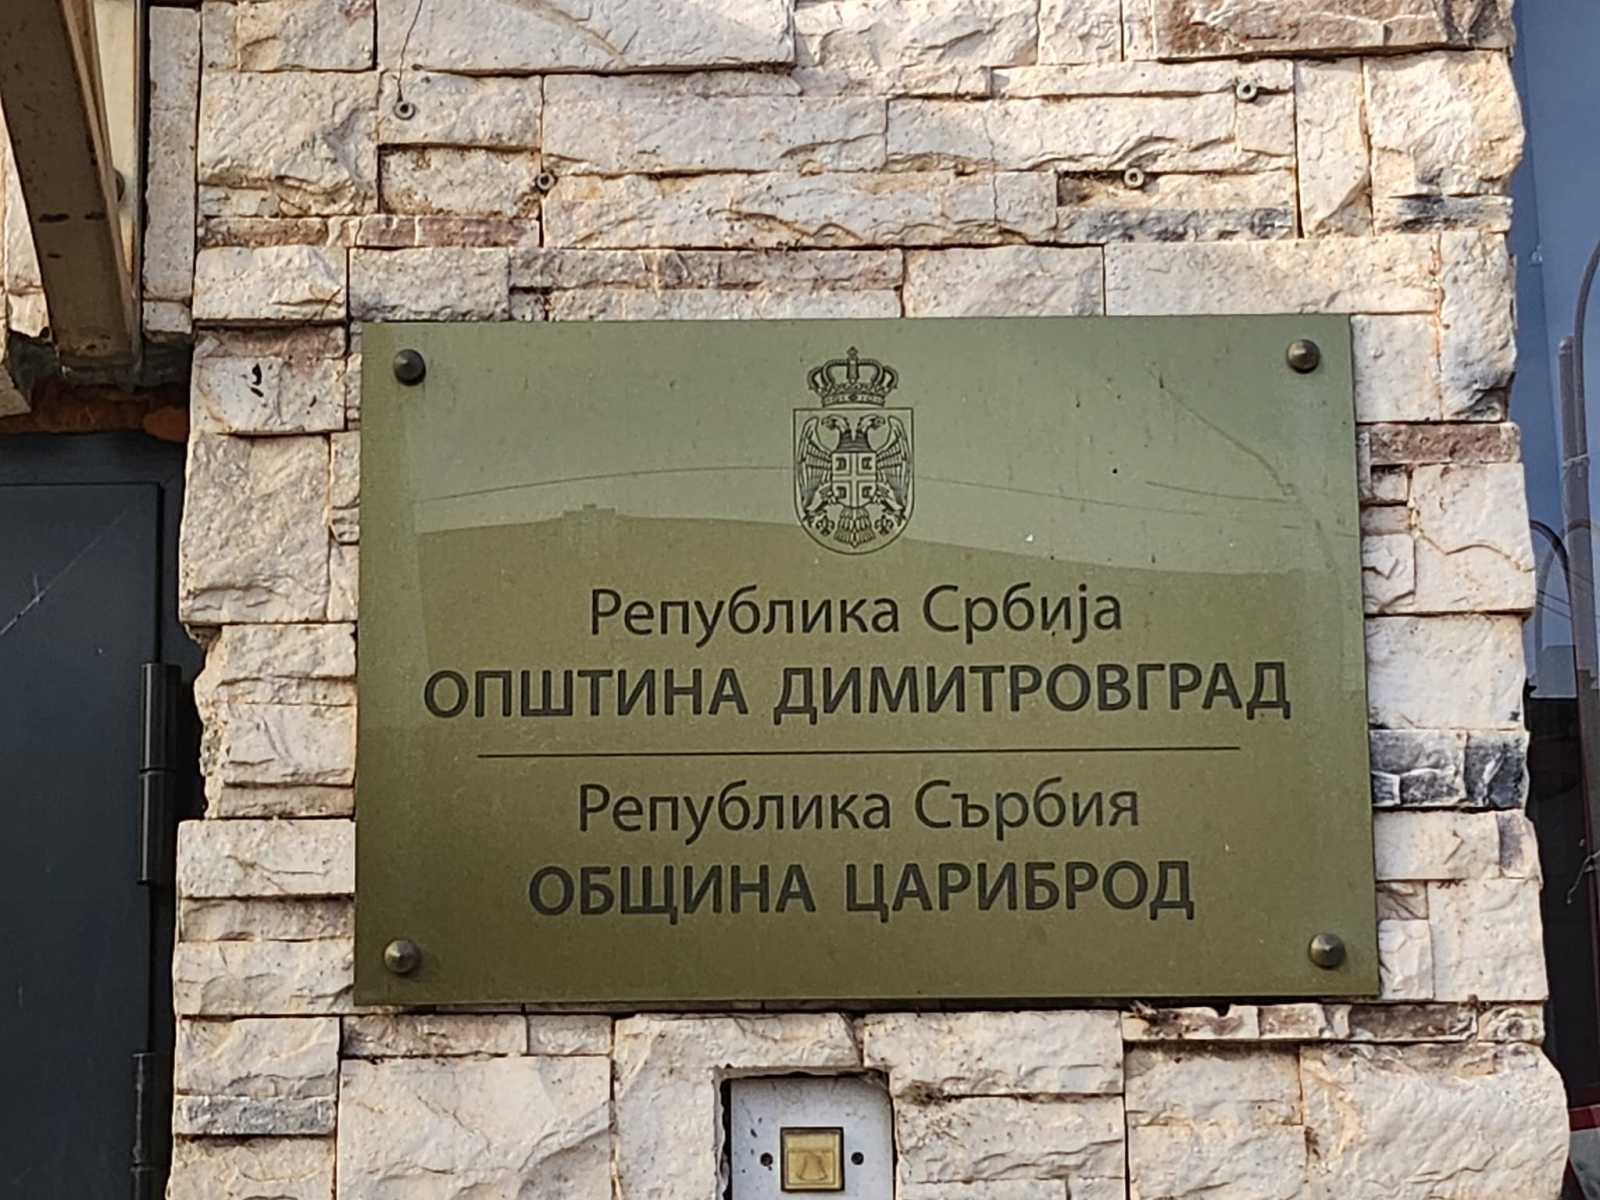 Република Србија
ОПШТИНА ДИМИТРОВГРАД
Република Сърбия
ОБЩИНА ЦАРИБРОД